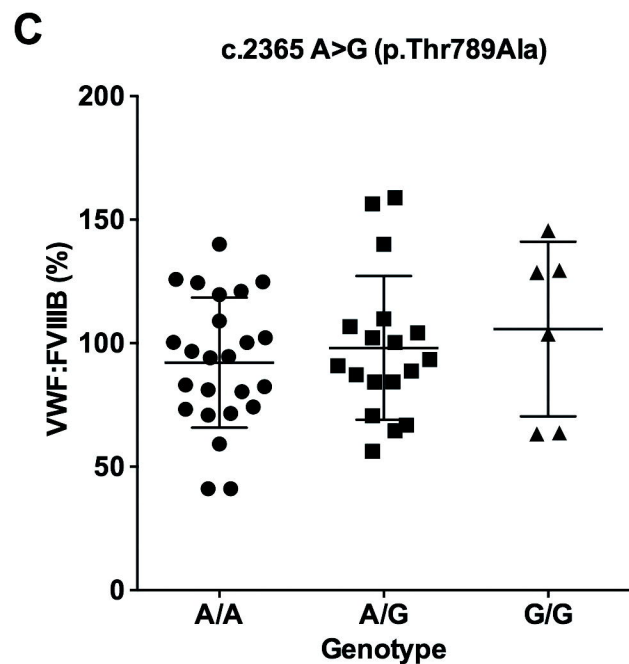 C
c.2365 A>G (p.Thr789Ala)
200
150
100
50
0
VWF:FVIIIB (%)
A/A A/G G/G
Genotype